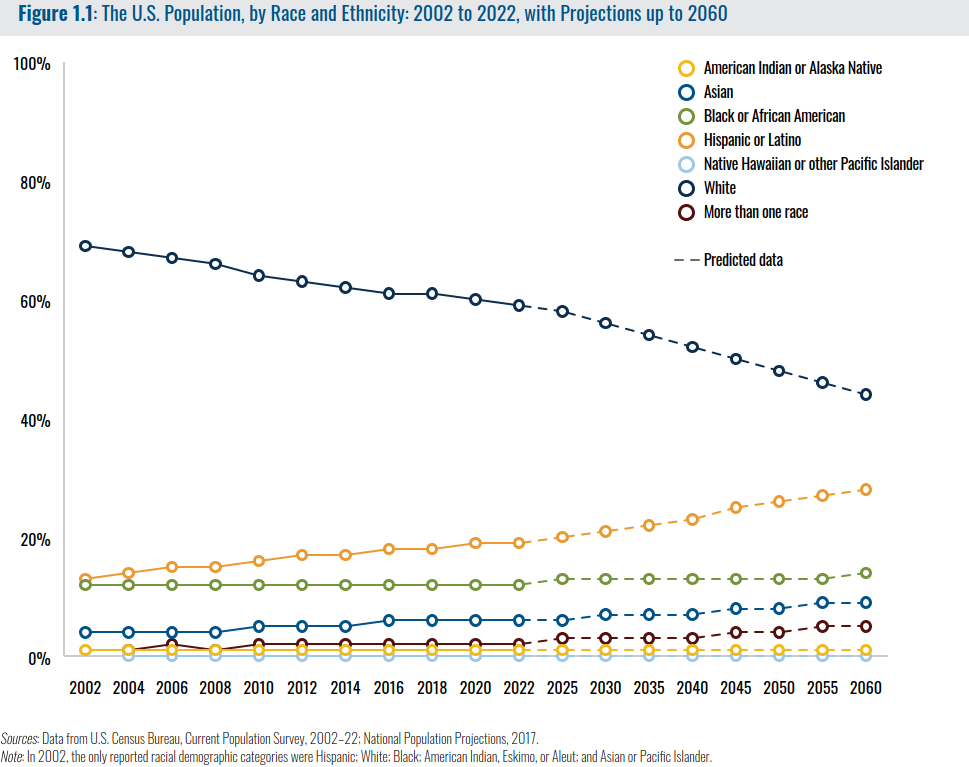 Figure 1.1: The U.S. Population, by Race and Ethnicity: 2002 to 2022, with Projections up to 2060
100%
American Indian or Alaska Native
Asian
Black or African American
Hispanic or Latino
Native Hawaiian or other Pacific Islander
80%
White
More than one race
Predicted data
60%
40%
20%
0%
2002 2004 2006 2008 2010 2012 2014 2016 2018 2020 2022 2025 2030 2035 2040 2045 2050 2055 2060
Sources: Data from U.S. Census Bureau, Current Population Survey, 2002–22; National Population Projections, 2017.
Note: In 2002, the only reported racial demographic categories were Hispanic; White; Black; American Indian, Eskimo, or Aleut; and Asian or Pacific Islander.